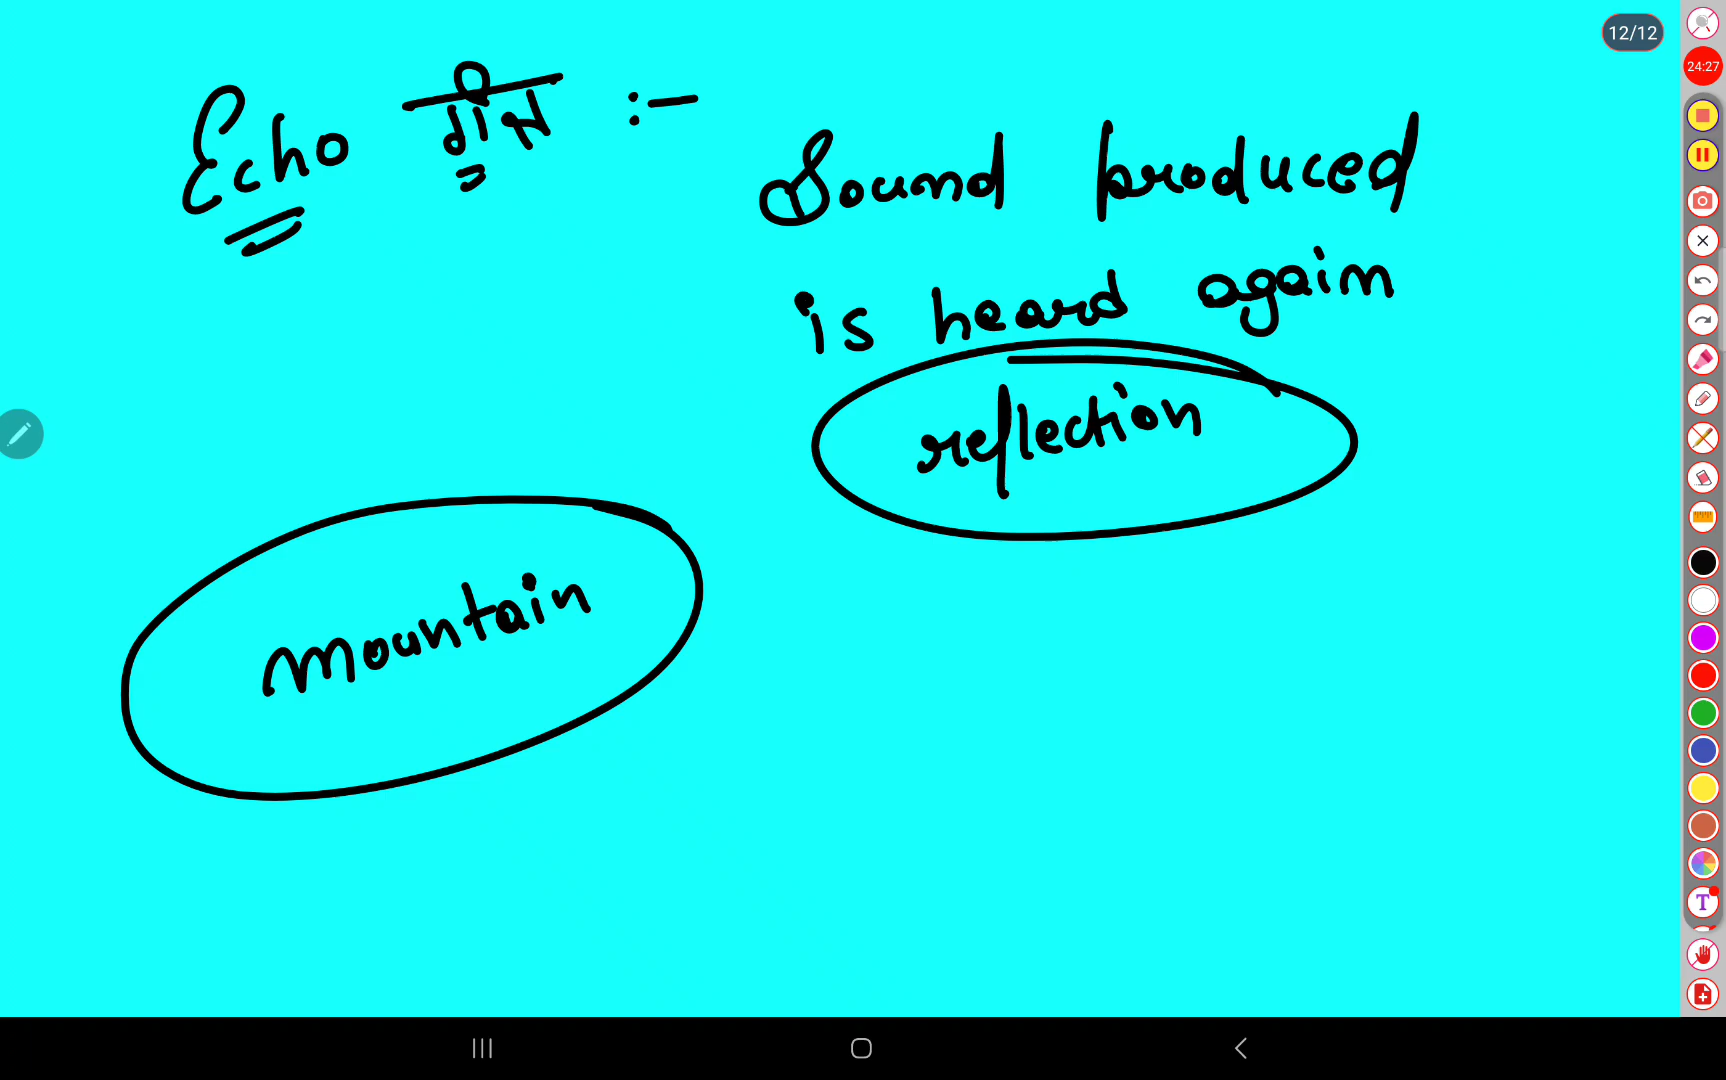 Echo गूँज :-
Sound produced
is heard again
reflection
mountain
12/12
24:27
T